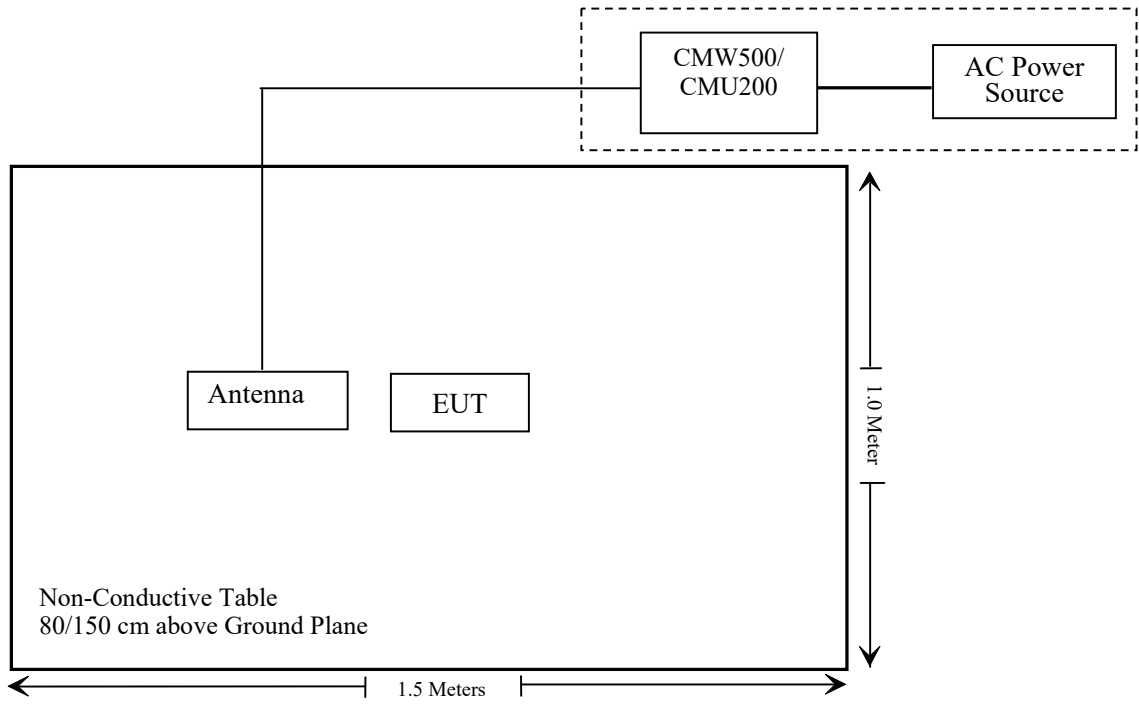 CMW500/
CMU200
AC Power
Source
Antenna
EUT
1.0 Meter
Non-Conductive Table
80/150 cm above Ground Plane
1.5 Meters